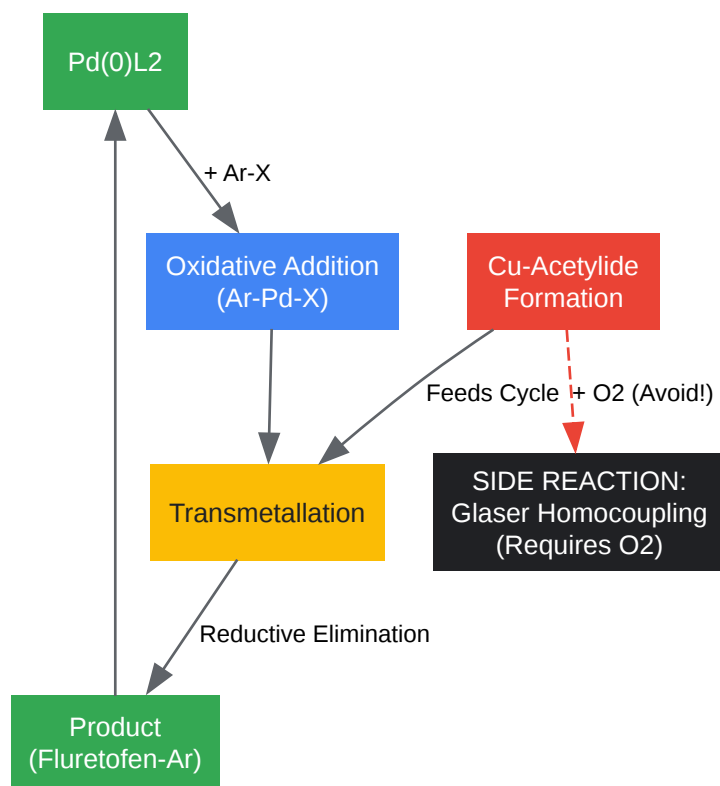 Pd(0)L2
+ Ar-X
Oxidative Addition
(Ar-Pd-X)
Cu-Acetylide
Formation
Feeds Cycle
+ O2 (Avoid!)
Transmetallation
SIDE REACTION:
Glaser Homocoupling
(Requires O2)
Reductive Elimination
Product
(Fluretofen-Ar)